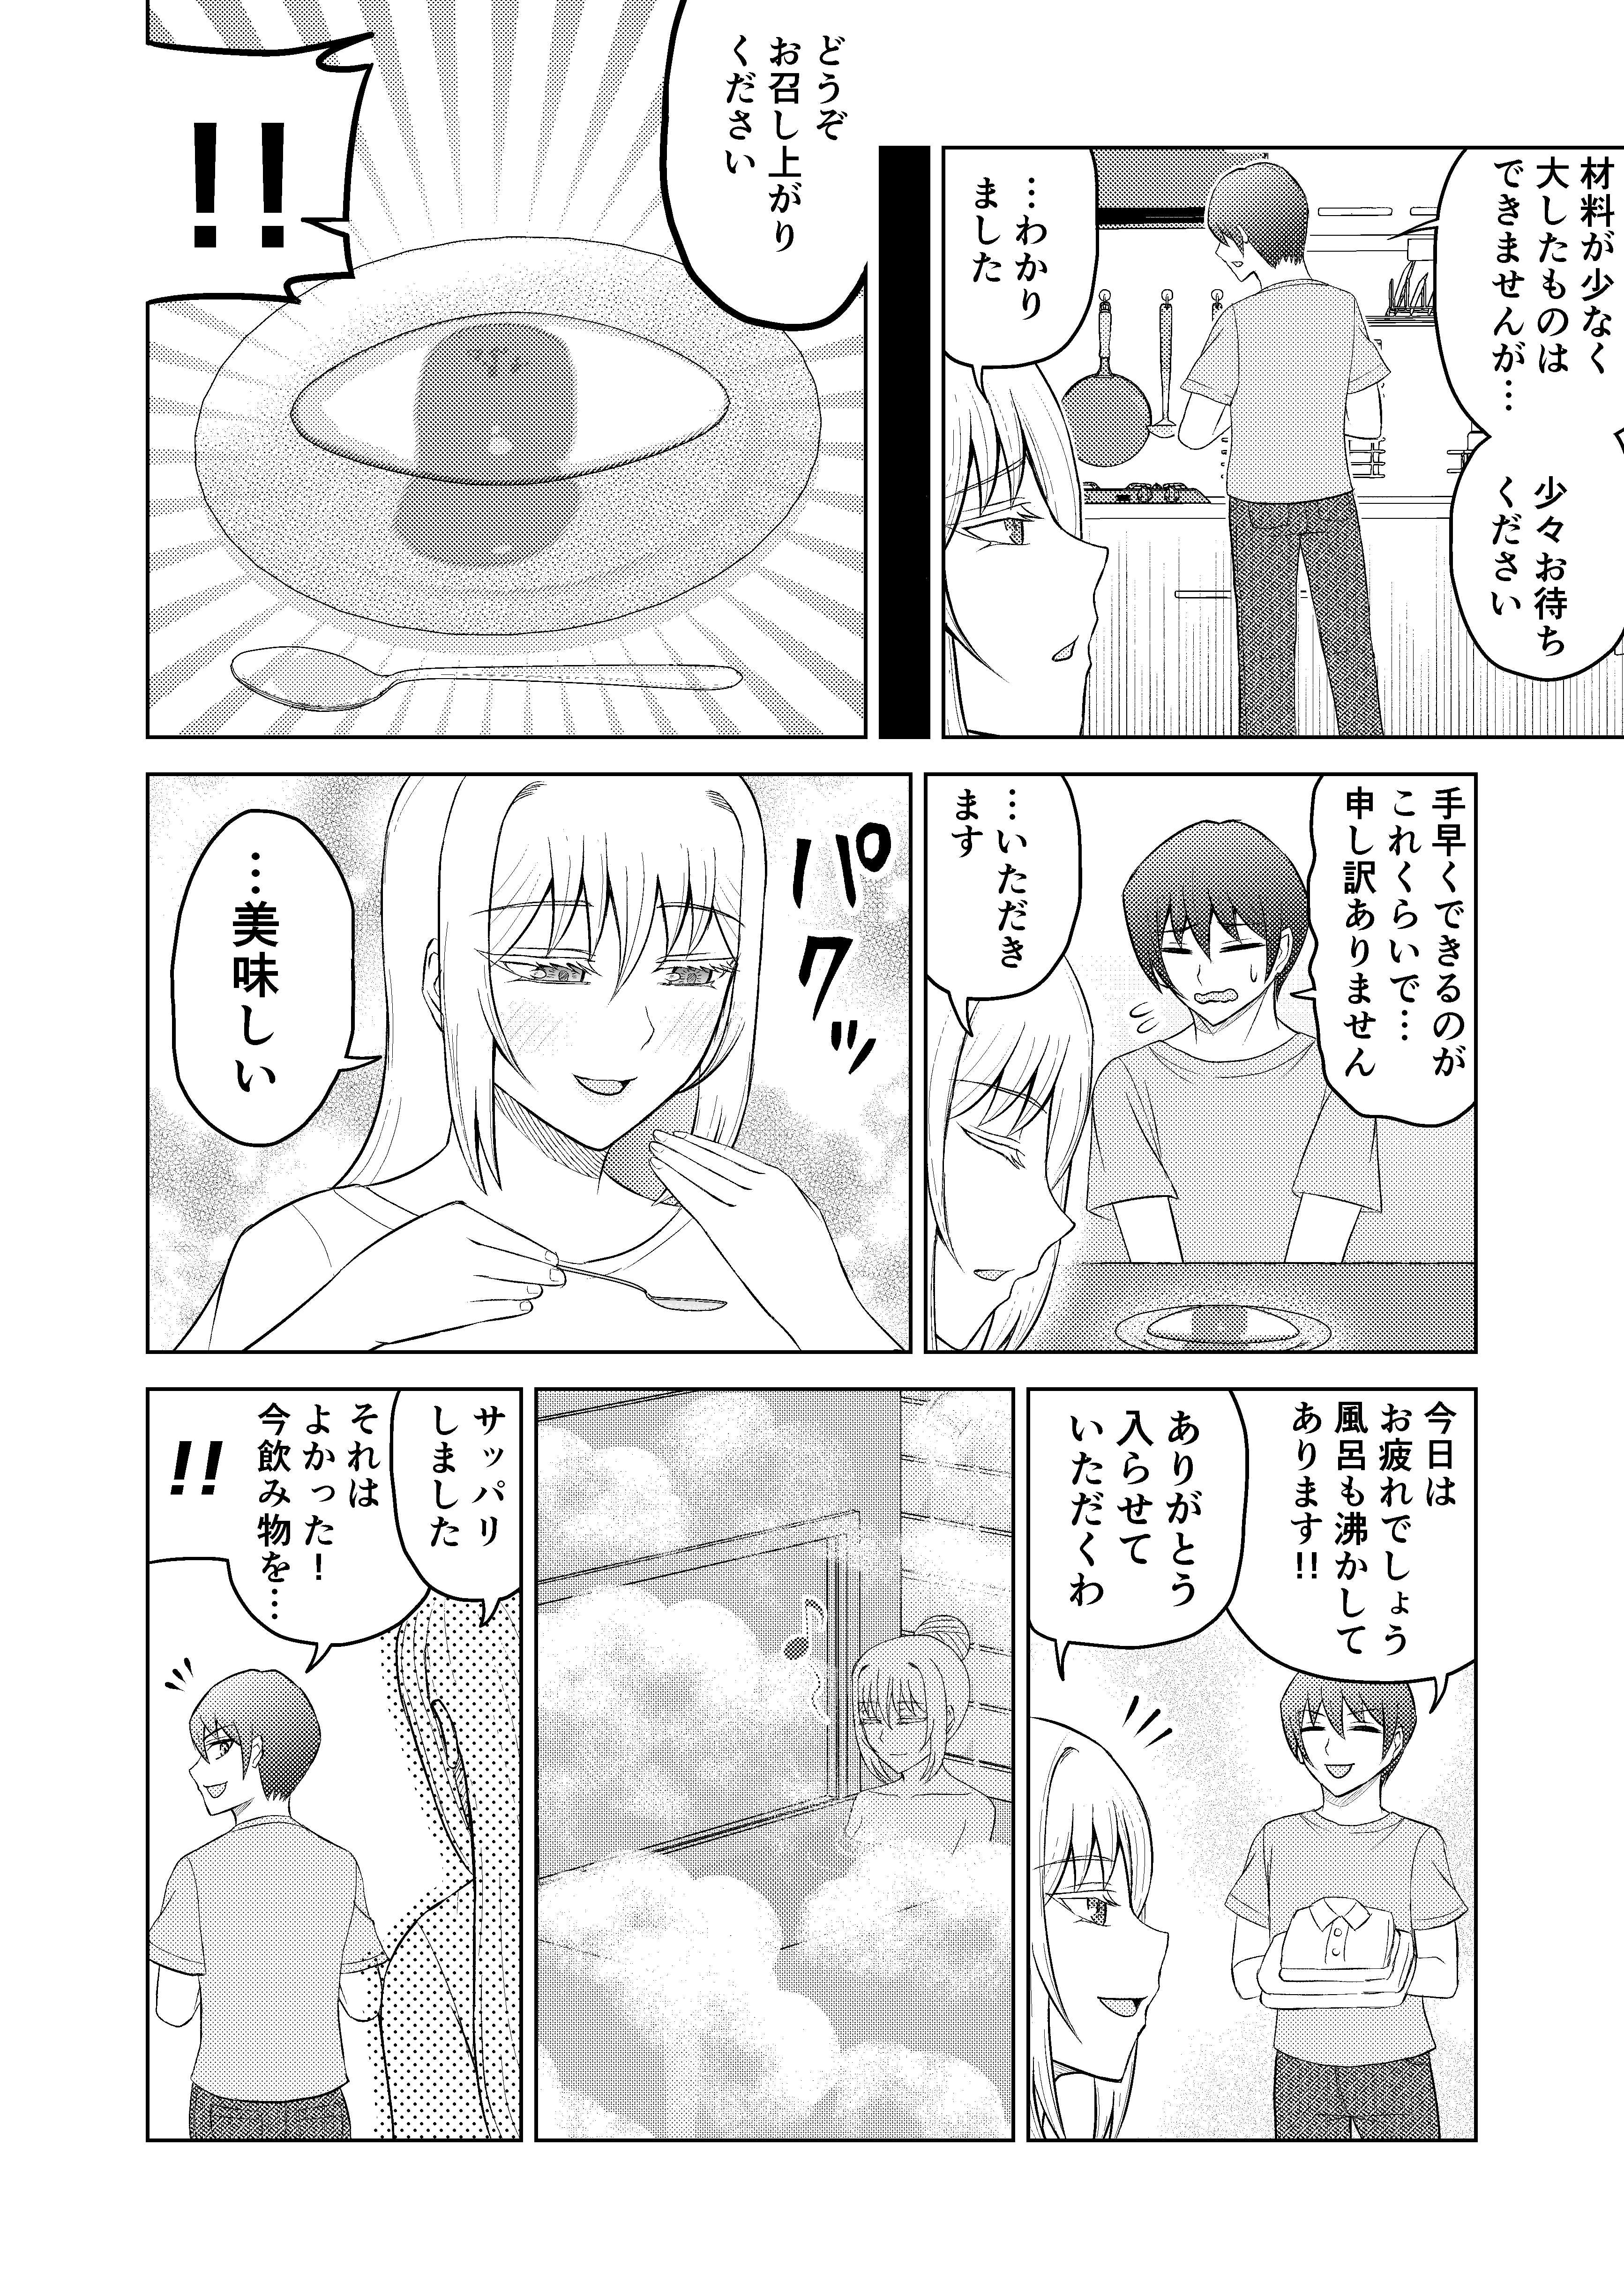 材料が少なく
大したものは
できませんが…
少々お待ち
ください
…わかり
ました
どうぞ
お召し上がり
ください
!!
手早くできるのが
これくらいで…
申し訳ありません
…いただき
ます
パクッ
…美味しい
今日は
お疲れでしょう
風呂も沸かして
あります!!
ありがとう
入らせて
いただくわ
♪
サッパリ
しました
それは
よかった!
今飲み物を…
!!